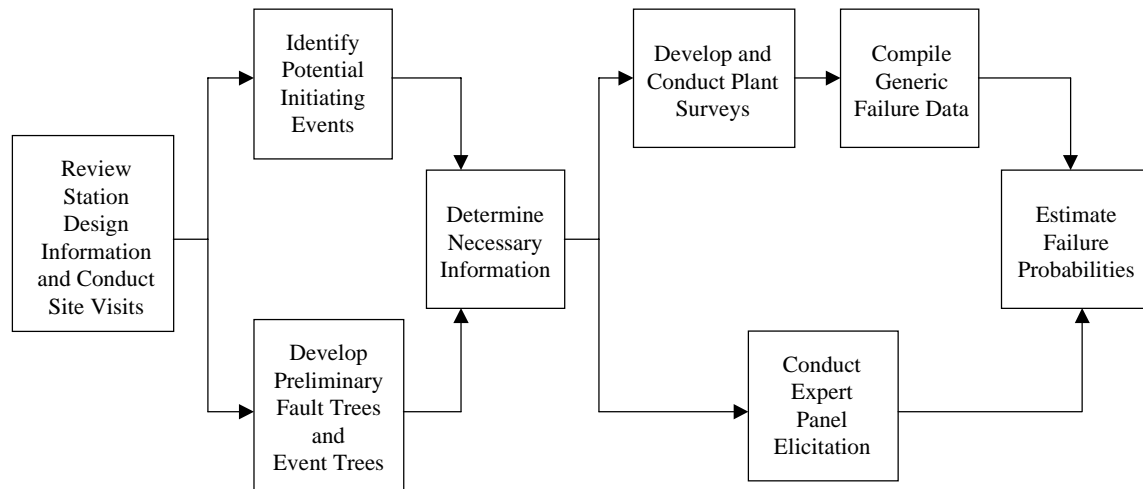 Review
Station
Design
Information
and Conduct
Site Visits
Identify
Potential
Initiating
Events
Develop
Preliminary
Fault Trees
and
Event Trees
Determine
Necessary
Information
Develop and
Conduct Plant
Surveys
Compile
Generic
Failure Data
Conduct
Expert
Panel
Elicitation
Estimate
Failure
Probabilities